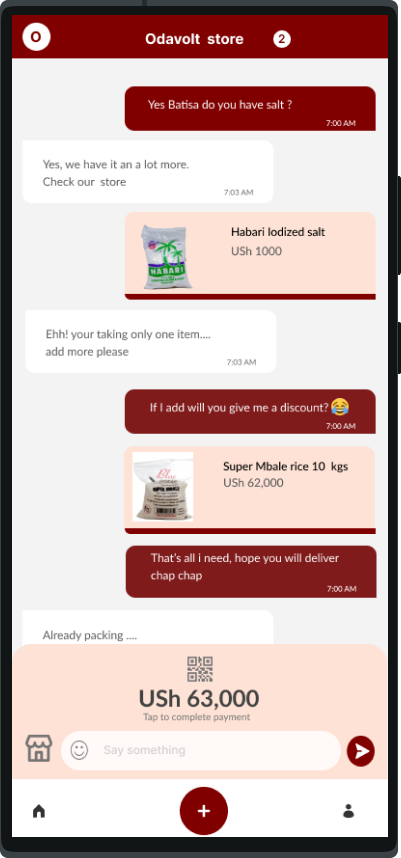 O
Odavolt store
2
Yes Batisa do you have salt ?
7:00 AM
Yes, we have it an a lot more.
Check our store
7:03 AM
HABARI
Habari Iodized salt
USh 1000
Ehh! your taking only one item....
add more please
7:03 AM
If I add will you give me a discount? 😂
7:00 AM
Super Mbale rice 10 kgs
USh 62,000
That's all i need, hope you will deliver
chap chap
7:00 AM
Already packing ....
USh 63,000
Tap to complete payment
Say something